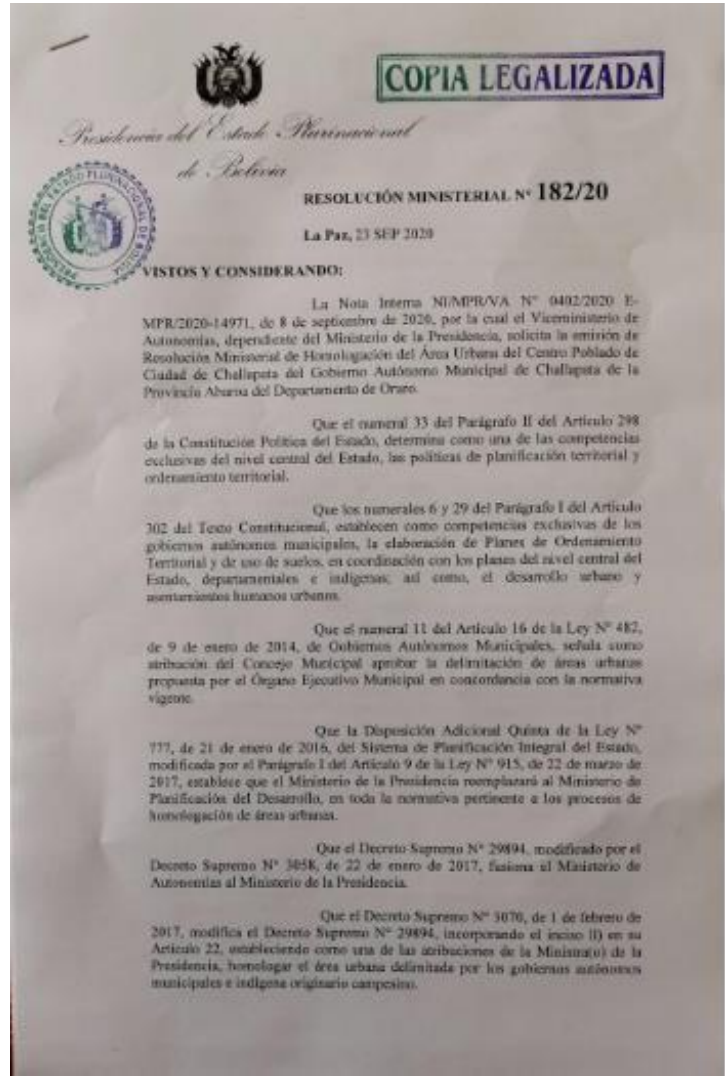 COPIA LEGALIZADA
Presidencia del Estado Plurinacional
de Bolivia
PRESIDENCIA DEL ESTADO PLURINACIONAL DE BOLIVIA
RESOLUCIÓN MINISTERIAL Nº 182/20
La Paz, 23 SEP 2020
VISTOS Y CONSIDERANDO:
La Nota Interna NI/MPR/VA Nº 0402/2020 E-
MPR/2020-14971, de 8 de septiembre de 2020, por la cual el Viceministerio de
Autonomías, dependiente del Ministerio de la Presidencia, solicita la emisión de
Resolución Ministerial de Homologación del Área Urbana del Centro Poblado de
Ciudad de Challapata del Gobierno Autónomo Municipal de Challapata de la
Provincia Abaroa del Departamento de Oruro.
Que el numeral 33 del Parágrafo II del Artículo 298
de la Constitución Política del Estado, determina como una de las competencias
exclusivas del nivel central del Estado, las políticas de planificación territorial y
ordenamiento territorial.
Que los numerales 6 y 29 del Parágrafo I del Artículo
302 del Texto Constitucional, establecen como competencias exclusivas de los
gobiernos autónomos municipales, la elaboración de Planes de Ordenamiento
Territorial y de uso de suelos, en coordinación con los planes del nivel central del
Estado, departamentales e indígenas; así como, el desarrollo urbano y
asentamientos humanos urbanos.
Que el numeral 11 del Artículo 16 de la Ley Nº 482,
de 9 de enero de 2014, de Gobiernos Autónomos Municipales, señala como
atribución del Concejo Municipal aprobar la delimitación de áreas urbanas
propuesta por el Órgano Ejecutivo Municipal en concordancia con la normativa
vigente.
Que la Disposición Adicional Quinta de la Ley Nº
777, de 21 de enero de 2016, del Sistema de Planificación Integral del Estado,
modificada por el Parágrafo I del Artículo 9 de la Ley Nº 915, de 22 de marzo de
2017, establece que el Ministerio de la Presidencia reemplazará al Ministerio de
Planificación del Desarrollo, en toda la normativa pertinente a los procesos de
homologación de áreas urbanas.
Que el Decreto Supremo Nº 29894, modificado por el
Decreto Supremo Nº 3058, de 22 de enero de 2017, fusiona el Ministerio de
Autonomías al Ministerio de la Presidencia.
Que el Decreto Supremo Nº 3070, de 1 de febrero de
2017, modifica el Decreto Supremo Nº 29894, incorporando el inciso ll) en su
Artículo 22, estableciendo como una de las atribuciones de la Ministra(o) de la
Presidencia, homologar el área urbana delimitada por los gobiernos autónomos
municipales e indígena originario campesino.